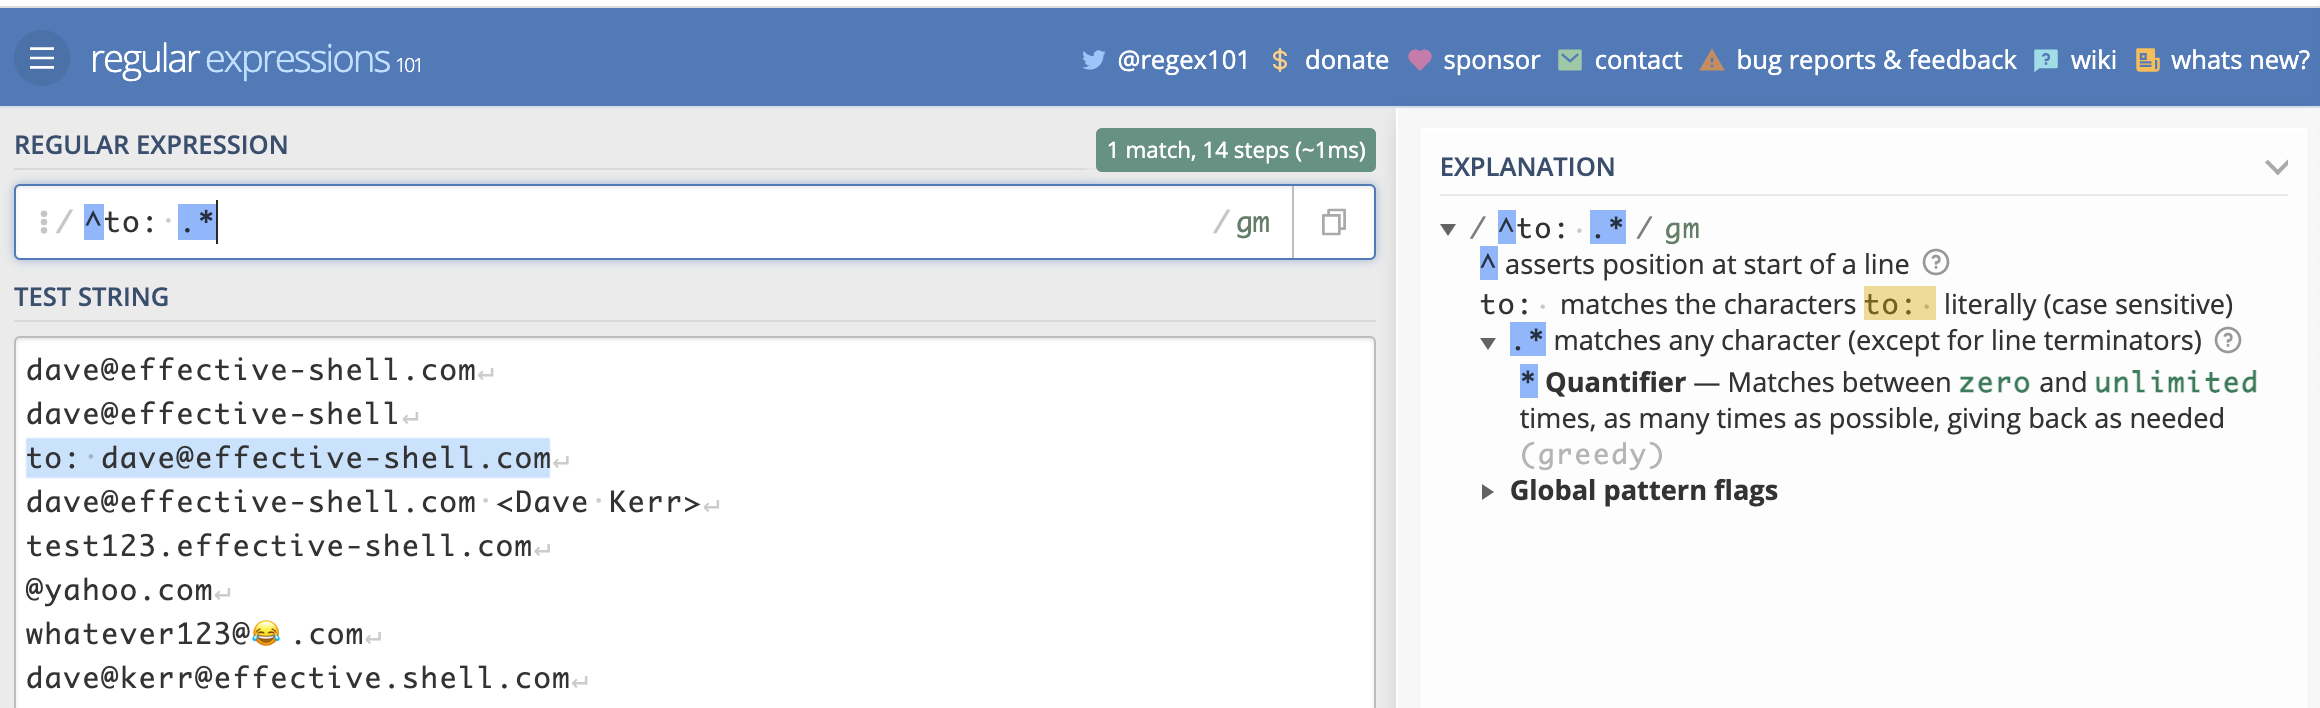 regular expressions 101
@regex101 $ donate sponsor contact bug reports & feedback wiki whats new?
REGULAR EXPRESSION
1 match, 14 steps (~1ms)
/ ^to:·.* / gm
TEST STRING
dave@effective-shell.com↵
dave@effective-shell↵
to:·dave@effective-shell.com↵
dave@effective-shell.com·<Dave·Kerr>↵
test123.effective-shell.com↵
@yahoo.com↵
whatever123@😂.com↵
dave@kerr@effective.shell.com↵
EXPLANATION
/ ^to:·.* / gm
^ asserts position at start of a line ?
to:· matches the characters to:· literally (case sensitive)
.* matches any character (except for line terminators) ?
* Quantifier — Matches between zero and unlimited
times, as many times as possible, giving back as needed
(greedy)
Global pattern flags